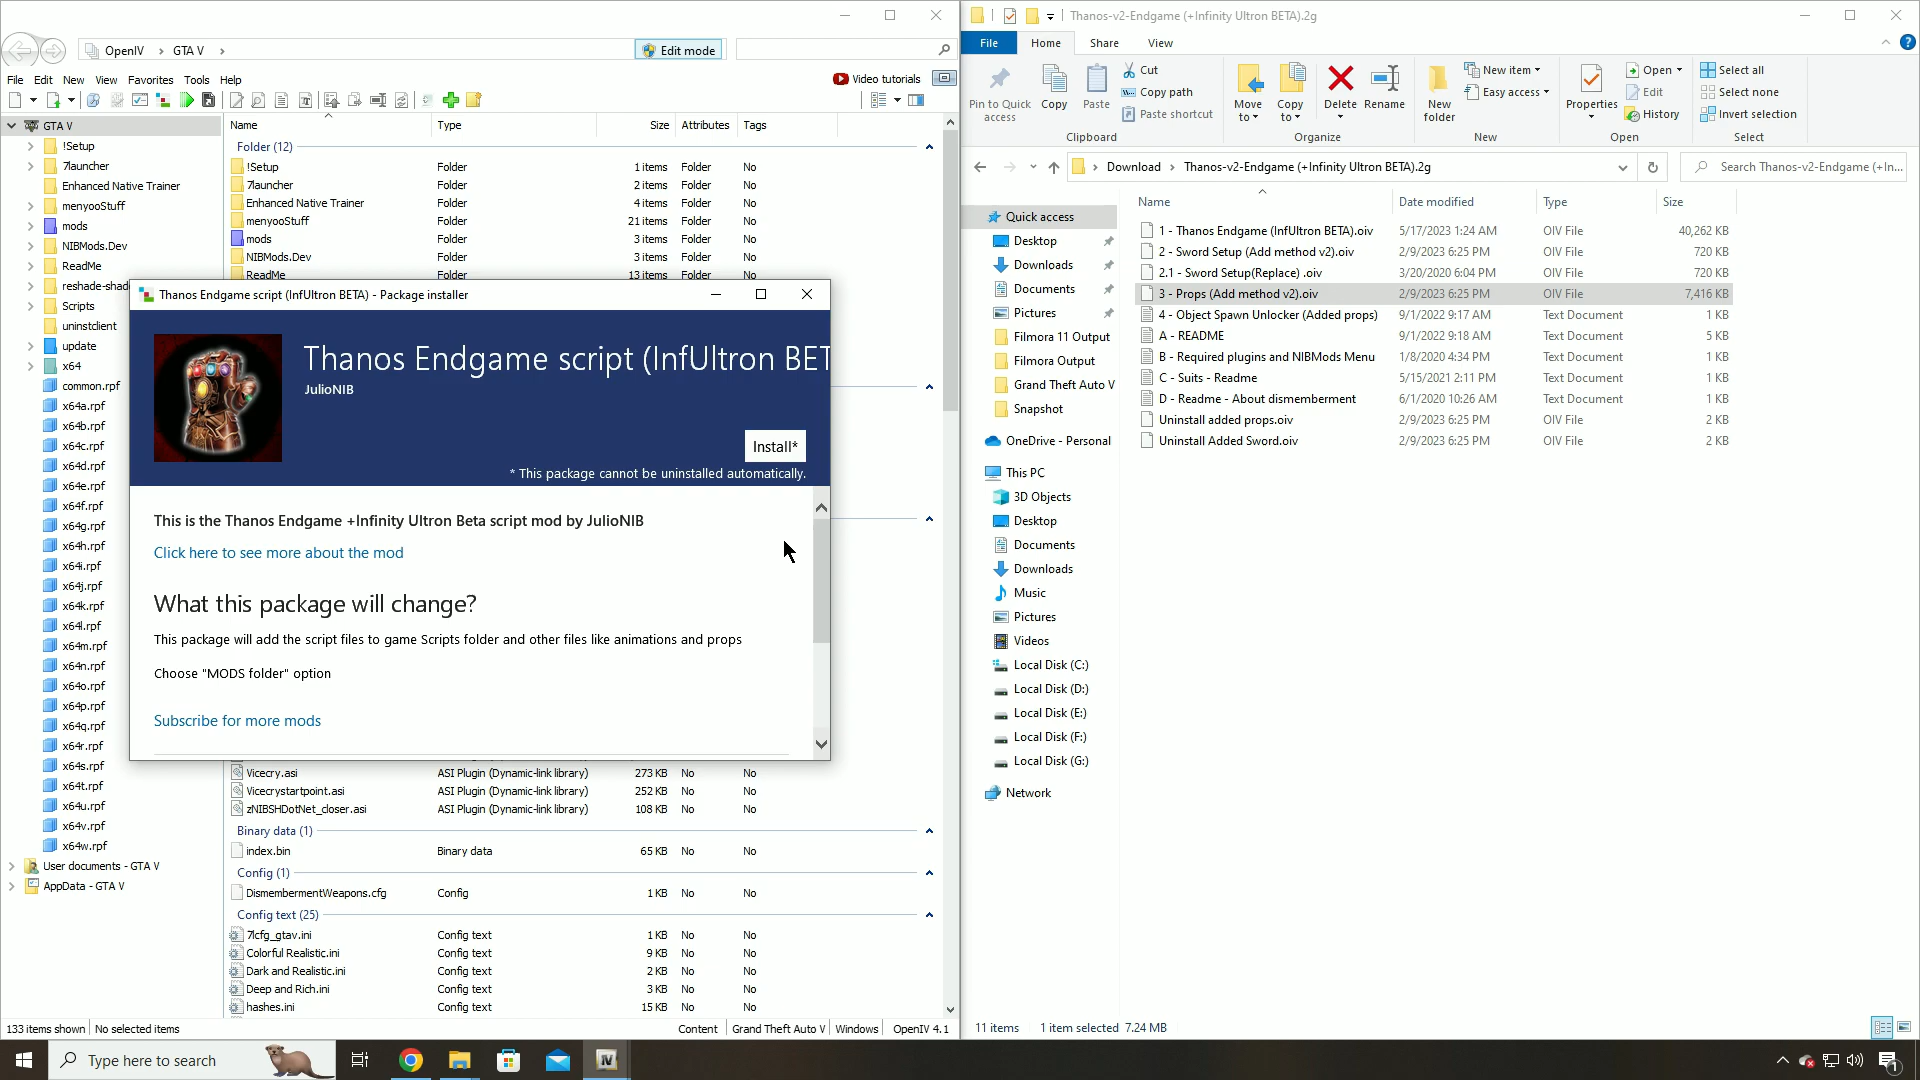 OpenIV › GTA V ›
Edit mode
File Edit New View Favorites Tools Help
Video tutorials
GTA V
!Setup
7launcher
Enhanced Native Trainer
menyooStuff
mods
NIBMods.Dev
ReadMe
reshade-shade
Scripts
uninstclient
update
x64
common.rpf
x64a.rpf
x64b.rpf
x64c.rpf
x64d.rpf
x64e.rpf
x64f.rpf
x64g.rpf
x64h.rpf
x64i.rpf
x64j.rpf
x64k.rpf
x64l.rpf
x64m.rpf
x64n.rpf
x64o.rpf
x64p.rpf
x64q.rpf
x64r.rpf
x64s.rpf
x64t.rpf
x64u.rpf
x64v.rpf
x64w.rpf
User documents - GTA V
AppData - GTA V
Name Type Size Attributes Tags
Folder (12)
!Setup Folder 1 items Folder No
7launcher Folder 2 items Folder No
Enhanced Native Trainer Folder 4 items Folder No
menyooStuff Folder 21 items Folder No
mods Folder 3 items Folder No
NIBMods.Dev Folder 3 items Folder No
ReadMe Folder 13 items Folder No
Thanos Endgame script (InfUltron BETA) - Package installer
Thanos Endgame script (InfUltron BET
JulioNIB
Install*
* This package cannot be uninstalled automatically.
This is the Thanos Endgame +Infinity Ultron Beta script mod by JulioNIB
Click here to see more about the mod
What this package will change?
This package will add the script files to game Scripts folder and other files like animations and props
Choose "MODS folder" option
Subscribe for more mods
Vicecry.asi ASI Plugin (Dynamic-link library) 273 KB No No
Vicecrystartpoint.asi ASI Plugin (Dynamic-link library) 252 KB No No
zNIBSHDotNet_closer.asi ASI Plugin (Dynamic-link library) 108 KB No No
Binary data (1)
index.bin Binary data 65 KB No No
Config (1)
DismembermentWeapons.cfg Config 1 KB No No
Config text (25)
7lcfg_gtav.ini Config text 1 KB No No
Colorful Realistic.ini Config text 9 KB No No
Dark and Realistic.ini Config text 2 KB No No
Deep and Rich.ini Config text 3 KB No No
hashes.ini Config text 15 KB No No
133 items shown No selected items Content Grand Theft Auto V Windows OpenIV 4.1
Thanos-v2-Endgame (+Infinity Ultron BETA).2g
File Home Share View
Pin to Quick access
Copy
Paste
Cut
Copy path
Paste shortcut
Clipboard
Move to
Copy to
Delete
Rename
Organize
New folder
New item
Easy access
New
Properties
Open
Edit
History
Open
Select all
Select none
Invert selection
Select
Download › Thanos-v2-Endgame (+Infinity Ultron BETA).2g
Search Thanos-v2-Endgame (+In...
Quick access
Desktop
Downloads
Documents
Pictures
Filmora 11 Output
Filmora Output
Grand Theft Auto V
Snapshot
OneDrive - Personal
This PC
3D Objects
Desktop
Documents
Downloads
Music
Pictures
Videos
Local Disk (C:)
Local Disk (D:)
Local Disk (E:)
Local Disk (F:)
Local Disk (G:)
Network
Name Date modified Type Size
1 - Thanos Endgame (InfUltron BETA).oiv 5/17/2023 1:24 AM OIV File 40,262 KB
2 - Sword Setup (Add method v2).oiv 2/9/2023 6:25 PM OIV File 720 KB
2.1 - Sword Setup(Replace) .oiv 3/20/2020 6:04 PM OIV File 720 KB
3 - Props (Add method v2).oiv 2/9/2023 6:25 PM OIV File 7,416 KB
4 - Object Spawn Unlocker (Added props) 9/1/2022 9:17 AM Text Document 1 KB
A - README 9/1/2022 9:18 AM Text Document 5 KB
B - Required plugins and NIBMods Menu 1/8/2020 4:34 PM Text Document 1 KB
C - Suits - Readme 5/15/2021 2:11 PM Text Document 1 KB
D - Readme - About dismemberment 6/1/2020 10:26 AM Text Document 1 KB
Uninstall added props.oiv 2/9/2023 6:25 PM OIV File 2 KB
Uninstall Added Sword.oiv 2/9/2023 6:25 PM OIV File 2 KB
11 items 1 item selected 7.24 MB
Type here to search
IV
1